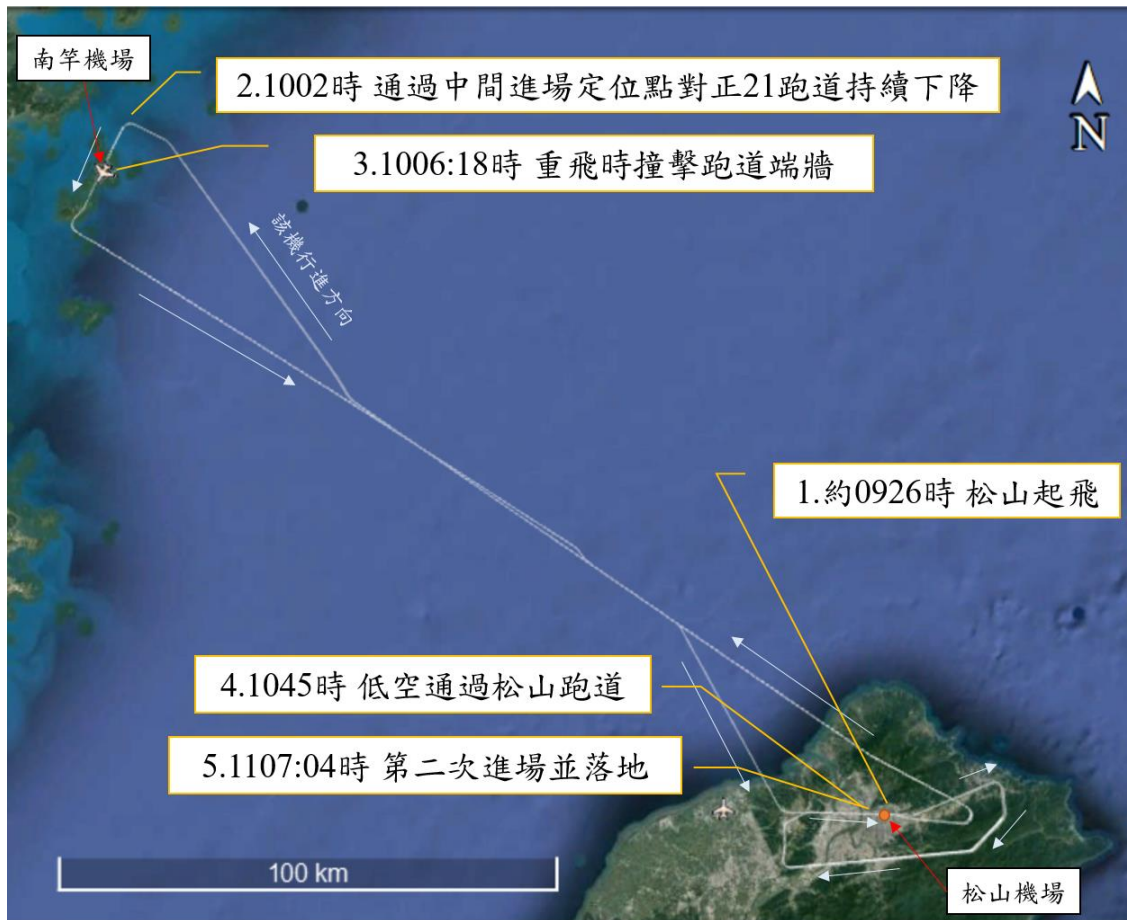 南竿機場
2.1002時 通過中間進場定位點對正21跑道持續下降
N
3.1006:18時 重飛時撞擊跑道端牆
該機行進方向
1.約0926時 松山起飛
4.1045時 低空通過松山跑道
5.1107:04時 第二次進場並落地
100 km
松山機場